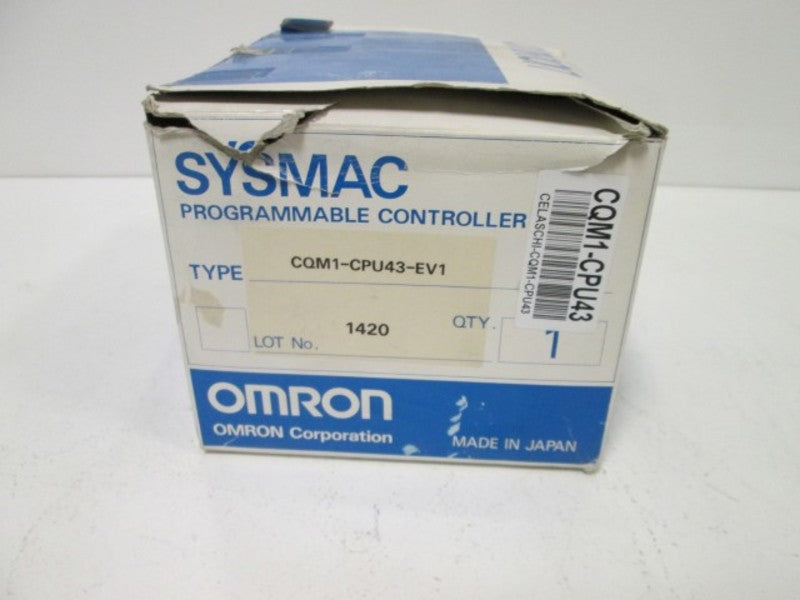 SYSMAC
PROGRAMMABLE CONTROLLER
TYPE CQM1-CPU43-EV1
LOT No. 1420
QTY. 1
OMRON
OMRON Corporation
MADE IN JAPAN
CQM1-CPU43
CELASCHI-CQM1-CPU43